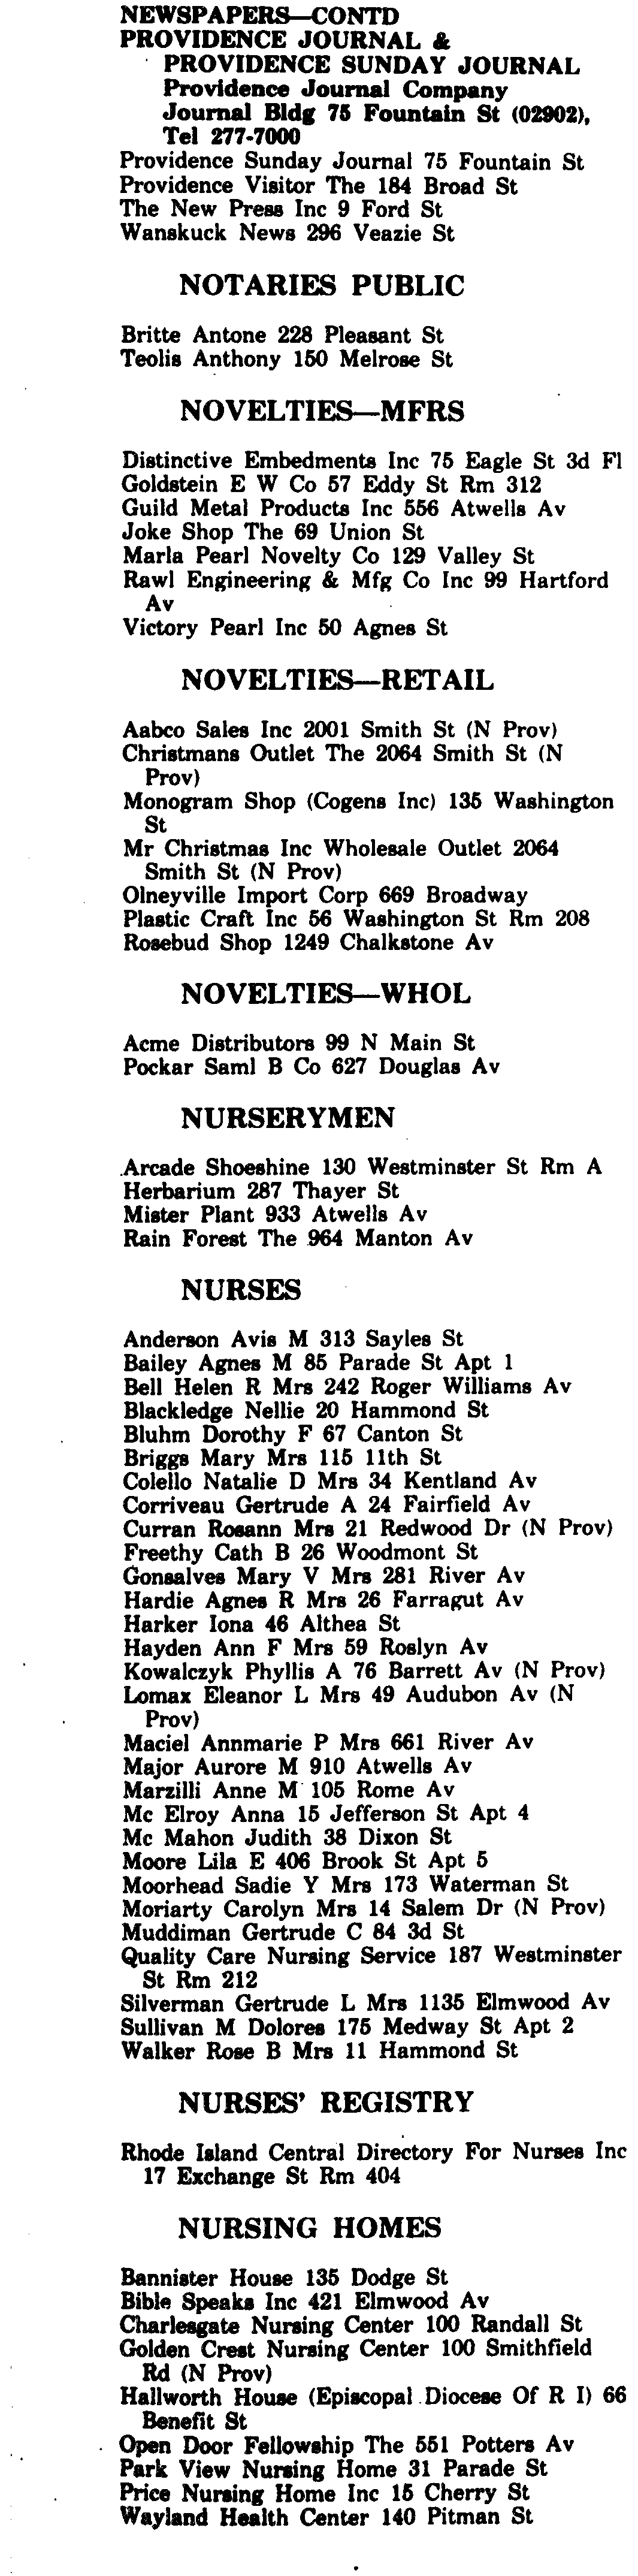 NEWSPAPERS—CONTD
PROVIDENCE JOURNAL &
PROVIDENCE SUNDAY JOURNAL
Providence Journal Company
Journal Bldg 75 Fountain St (02902),
Tel 277-7000
Providence Sunday Journal 75 Fountain St
Providence Visitor The 184 Broad St
The New Press Inc 9 Ford St
Wanskuck News 296 Veazie St
NOTARIES PUBLIC
Britte Antone 228 Pleasant St
Teolis Anthony 150 Melrose St
NOVELTIES—MFRS
Distinctive Embedments Inc 75 Eagle St 3d Fl
Goldstein E W Co 57 Eddy St Rm 312
Guild Metal Products Inc 556 Atwells Av
Joke Shop The 69 Union St
Marla Pearl Novelty Co 129 Valley St
Rawl Engineering & Mfg Co Inc 99 Hartford
Av
Victory Pearl Inc 50 Agnes St
NOVELTIES—RETAIL
Aabco Sales Inc 2001 Smith St (N Prov)
Christmans Outlet The 2064 Smith St (N
Prov)
Monogram Shop (Cogens Inc) 135 Washington
St
Mr Christmas Inc Wholesale Outlet 2064
Smith St (N Prov)
Olneyville Import Corp 669 Broadway
Plastic Craft Inc 56 Washington St Rm 208
Rosebud Shop 1249 Chalkstone Av
NOVELTIES—WHOL
Acme Distributors 99 N Main St
Pockar Saml B Co 627 Douglas Av
NURSERYMEN
Arcade Shoeshine 130 Westminster St Rm A
Herbarium 287 Thayer St
Mister Plant 933 Atwells Av
Rain Forest The 964 Manton Av
NURSES
Anderson Avis M 313 Sayles St
Bailey Agnes M 85 Parade St Apt 1
Bell Helen R Mrs 242 Roger Williams Av
Blackledge Nellie 20 Hammond St
Bluhm Dorothy F 67 Canton St
Briggs Mary Mrs 115 11th St
Colello Natalie D Mrs 34 Kentland Av
Corriveau Gertrude A 24 Fairfield Av
Curran Rosann Mrs 21 Redwood Dr (N Prov)
Freethy Cath B 26 Woodmont St
Gonsalves Mary V Mrs 281 River Av
Hardie Agnes R Mrs 26 Farragut Av
Harker Iona 46 Althea St
Hayden Ann F Mrs 59 Roslyn Av
Kowalczyk Phyllis A 76 Barrett Av (N Prov)
Lomax Eleanor L Mrs 49 Audubon Av (N
Prov)
Maciel Annmarie P Mrs 661 River Av
Major Aurore M 910 Atwells Av
Marzilli Anne M 105 Rome Av
Mc Elroy Anna 15 Jefferson St Apt 4
Mc Mahon Judith 38 Dixon St
Moore Lila E 406 Brook St Apt 5
Moorhead Sadie Y Mrs 173 Waterman St
Moriarty Carolyn Mrs 14 Salem Dr (N Prov)
Muddiman Gertrude C 84 3d St
Quality Care Nursing Service 187 Westminster
St Rm 212
Silverman Gertrude L Mrs 1135 Elmwood Av
Sullivan M Dolores 175 Medway St Apt 2
Walker Rose B Mrs 11 Hammond St
NURSES' REGISTRY
Rhode Island Central Directory For Nurses Inc
17 Exchange St Rm 404
NURSING HOMES
Bannister House 135 Dodge St
Bible Speaks Inc 421 Elmwood Av
Charlesgate Nursing Center 100 Randall St
Golden Crest Nursing Center 100 Smithfield
Rd (N Prov)
Hallworth House (Episcopal Diocese Of R I) 66
Benefit St
Open Door Fellowship The 551 Potters Av
Park View Nursing Home 31 Parade St
Price Nursing Home Inc 15 Cherry St
Wayland Health Center 140 Pitman St